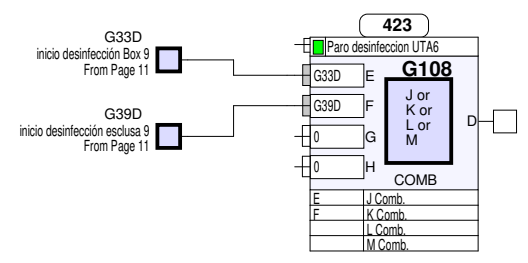 423
G33D
inicio desinfección Box 9
From Page 11
Paro desinfeccion UTA6
G108
G33D E
J or
K or
L or
M
G39D F
D
G39D
inicio desinfección esclusa 9
From Page 11
0 G
0 H
COMB
E J Comb.
F K Comb.
L Comb.
M Comb.